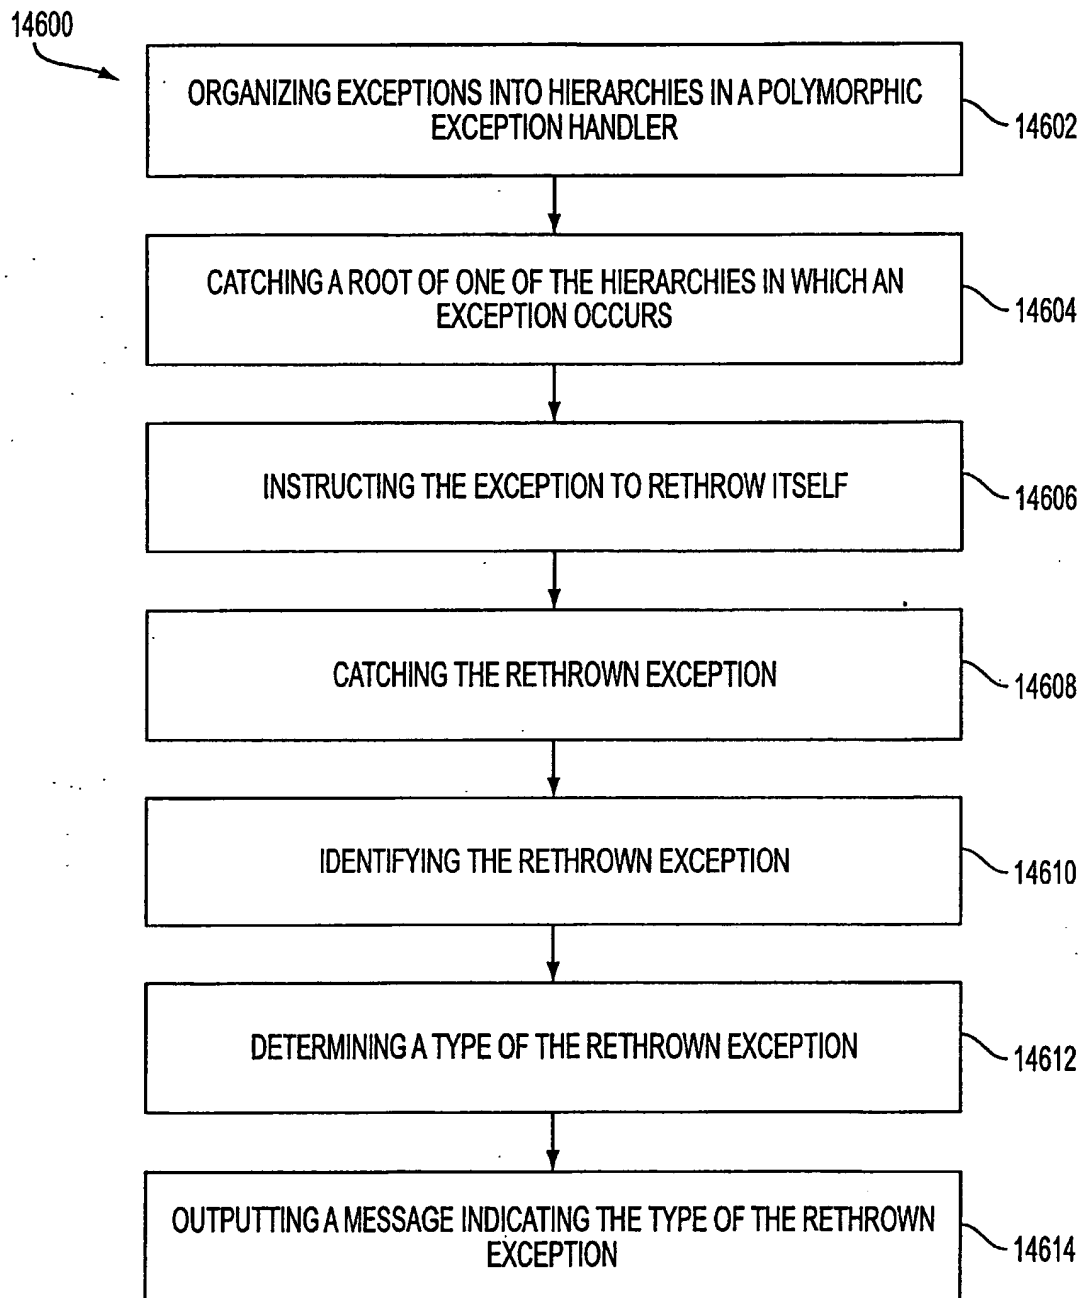 14600
ORGANIZING EXCEPTIONS INTO HIERARCHIES IN A POLYMORPHIC
EXCEPTION HANDLER
14602
CATCHING A ROOT OF ONE OF THE HIERARCHIES IN WHICH AN
EXCEPTION OCCURS
14604
INSTRUCTING THE EXCEPTION TO RETHROW ITSELF
14606
CATCHING THE RETHROWN EXCEPTION
14608
IDENTIFYING THE RETHROWN EXCEPTION
14610
DETERMINING A TYPE OF THE RETHROWN EXCEPTION
14612
OUTPUTTING A MESSAGE INDICATING THE TYPE OF THE RETHROWN
EXCEPTION
14614